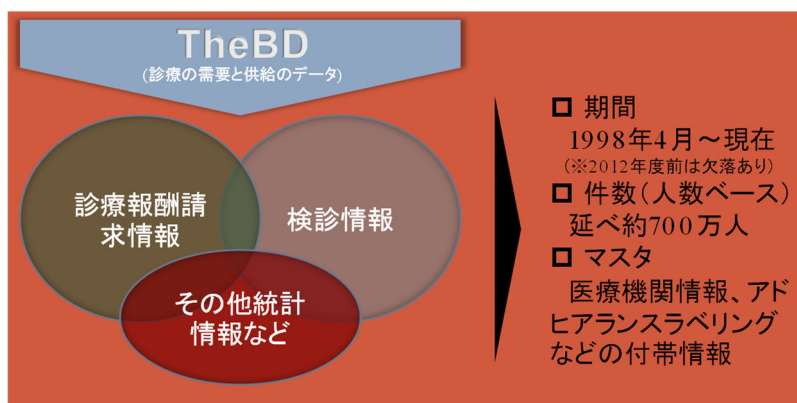 TheBD
(診療の需要と供給のデータ)
診療報酬請
求情報
検診情報
その他統計
情報など
□ 期間
1998年4月～現在
(※2012年度前は欠落あり)
□ 件数(人数ベース)
延べ約700万人
□ マスタ
医療機関情報、アド
ヒアランスラベリング
などの付帯情報